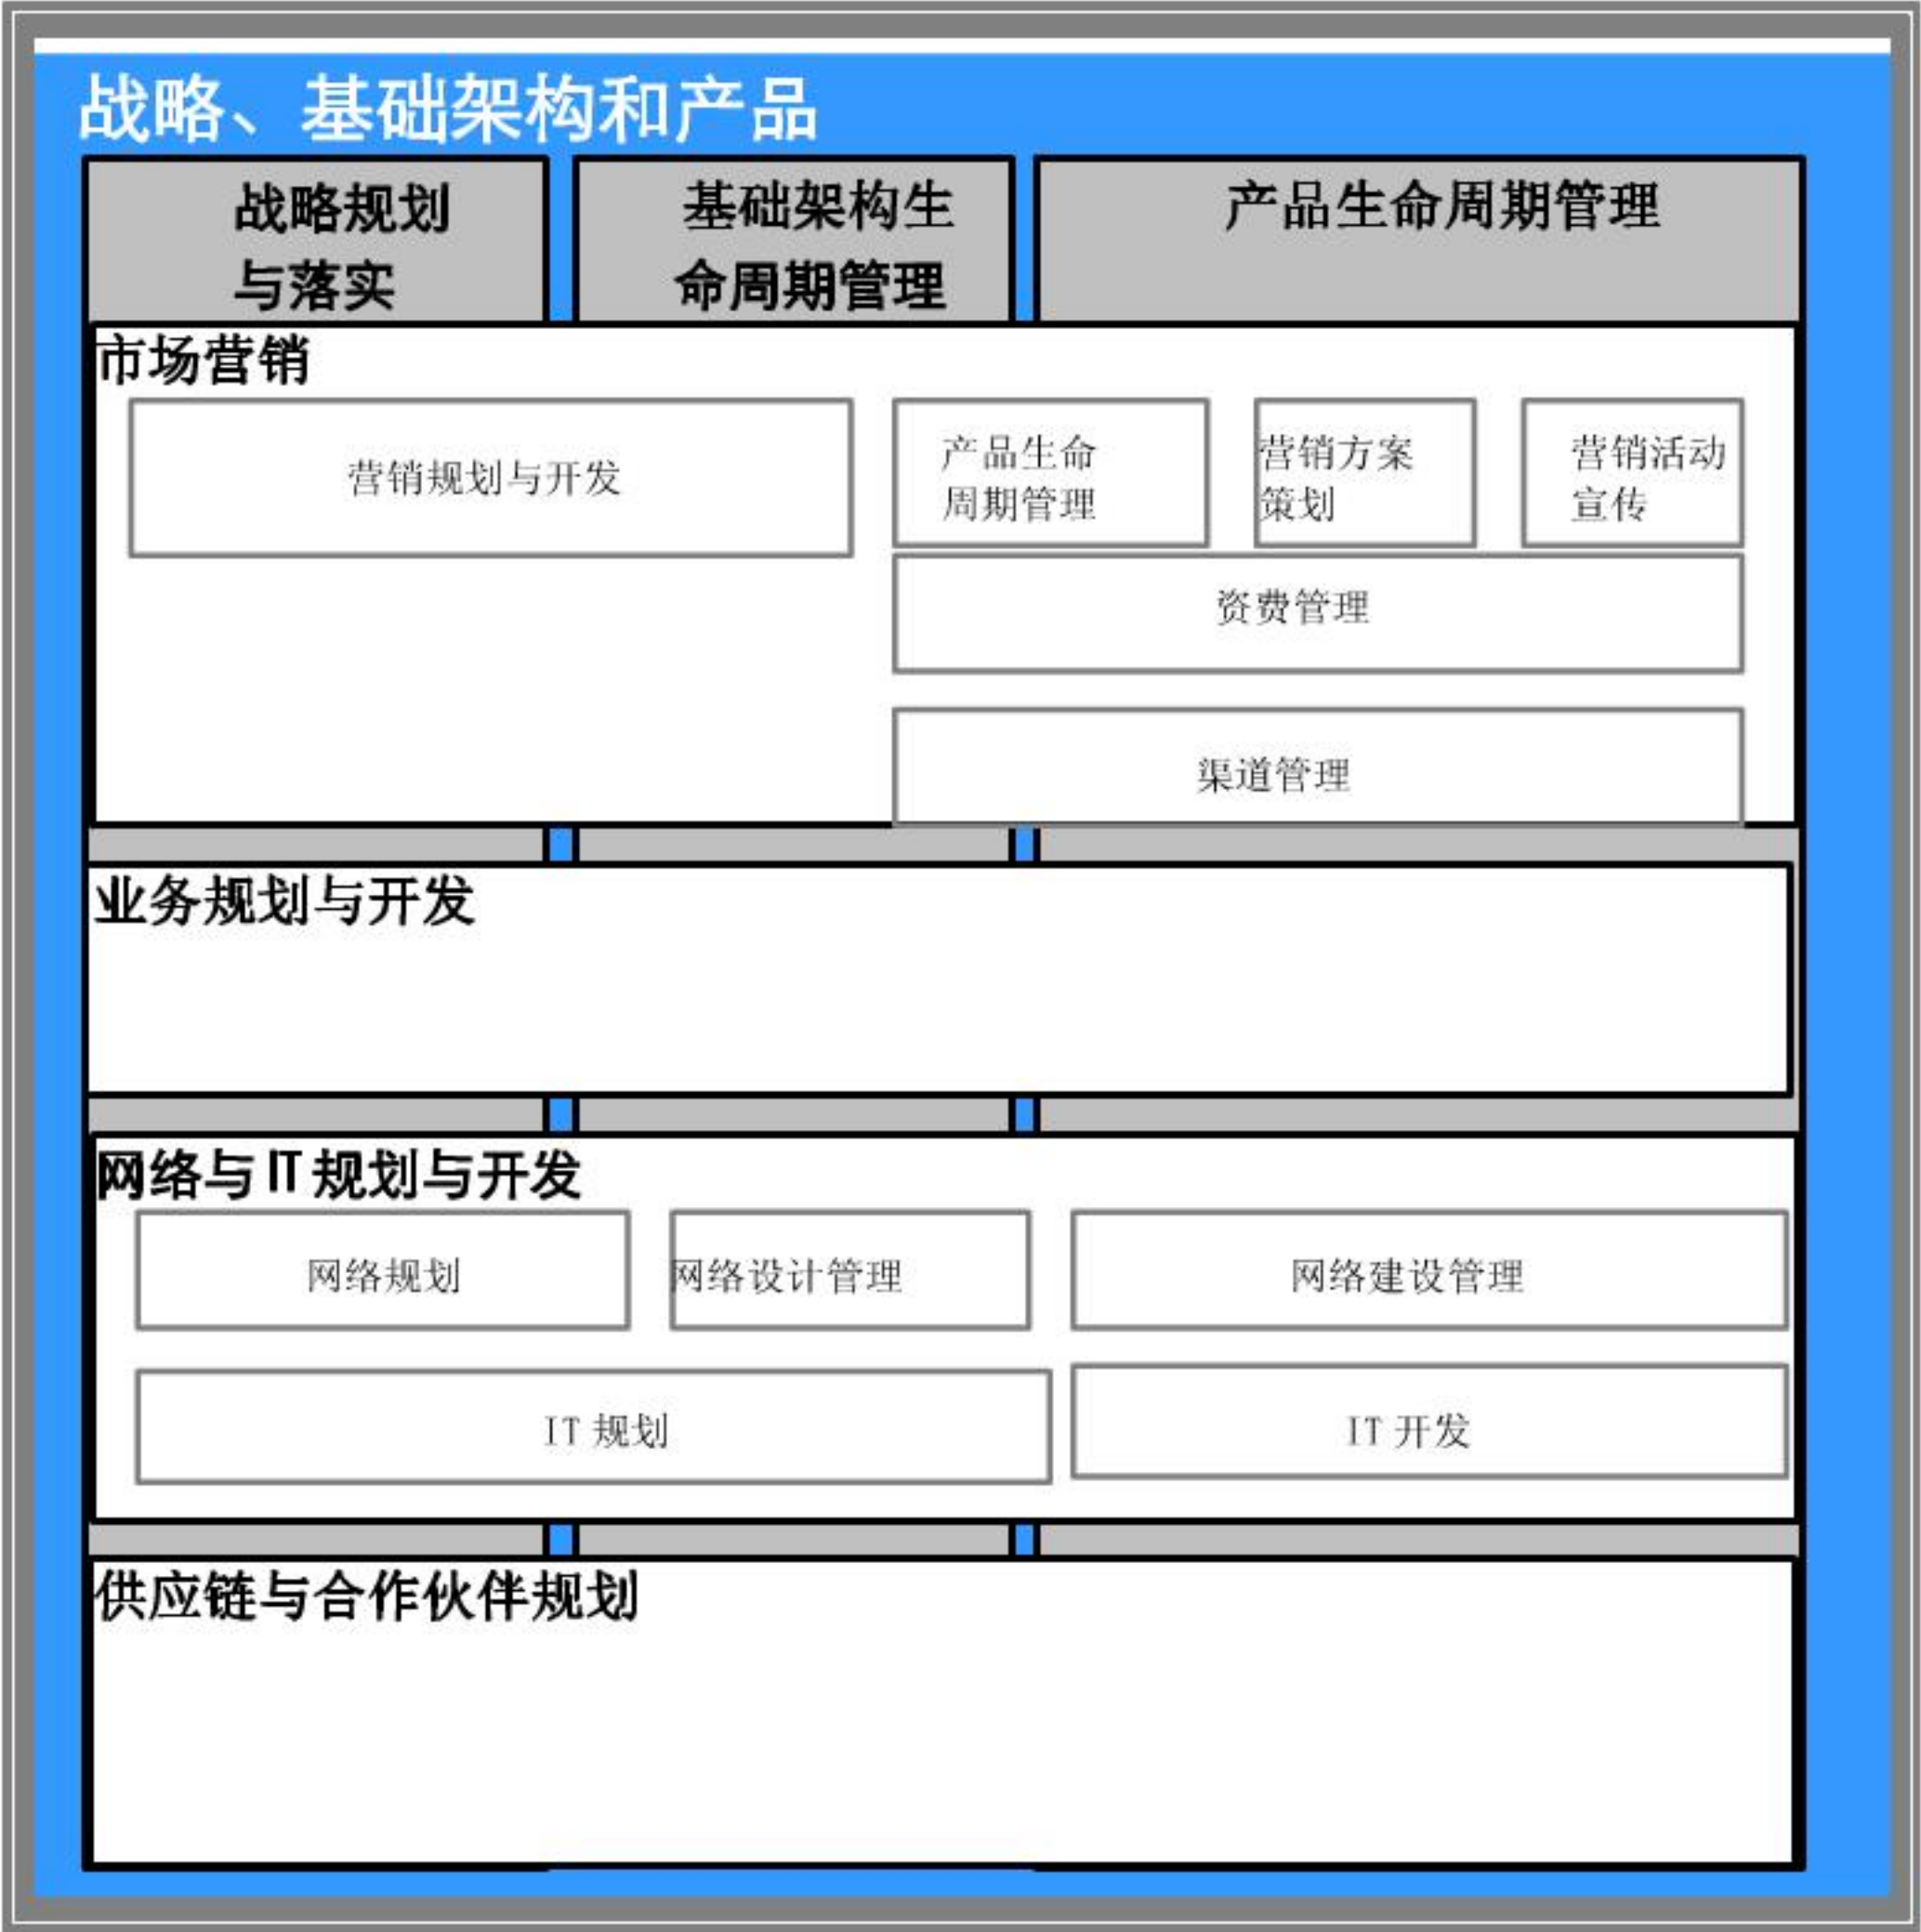 战略、基础架构和产品
战略规划
与落实
基础架构生
命周期管理
产品生命周期管理
市场营销
营销规划与开发
产品生命
周期管理
营销方案
策划
营销活动
宣传
资费管理
渠道管理
业务规划与开发
网络与IT规划与开发
网络规划
网络设计管理
网络建设管理
IT 规划
IT 开发
供应链与合作伙伴规划